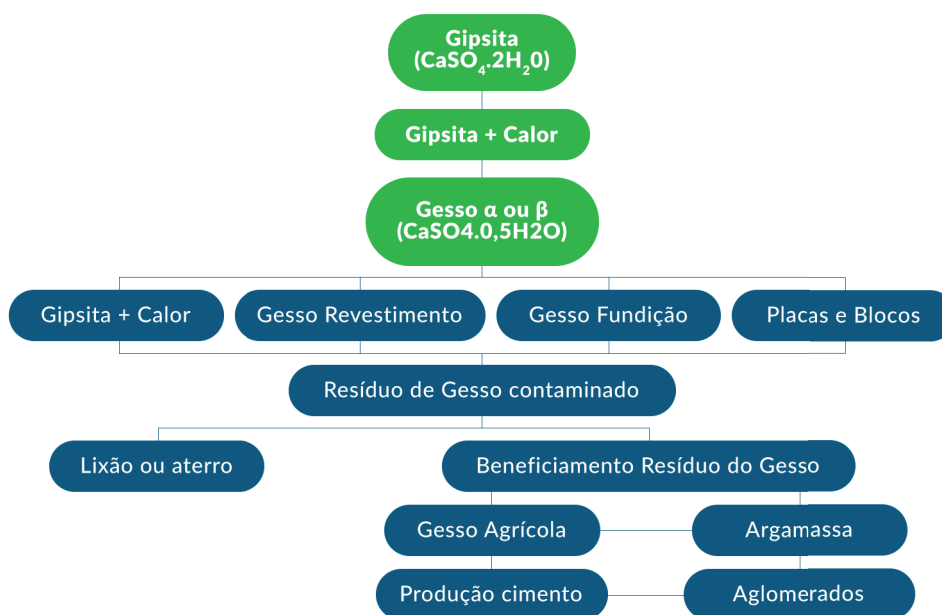 Gipsita
(CaSO4.2H20)
Gipsita + Calor
Gesso α ou β
(CaSO4.0,5H2O)
Gipsita + Calor
Gesso Revestimento
Gesso Fundição
Placas e Blocos
Resíduo de Gesso contaminado
Lixão ou aterro
Beneficiamento Resíduo do Gesso
Gesso Agrícola
Argamassa
Produção cimento
Aglomerados